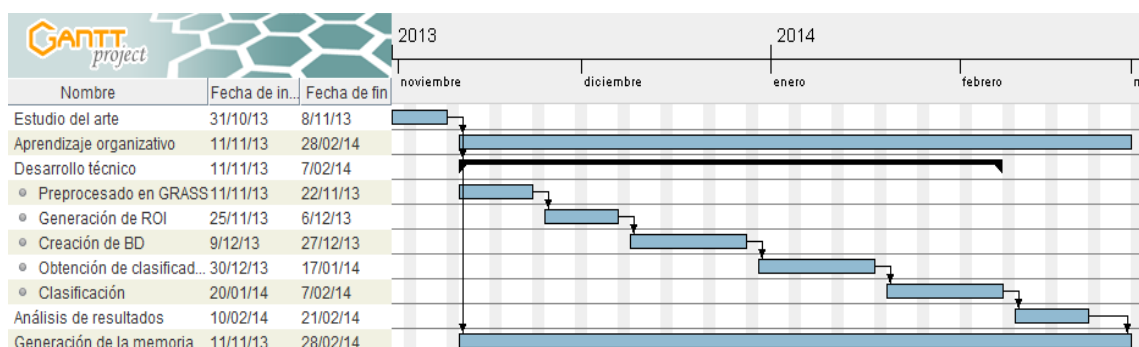 GANTT
project
2013 2014
noviembre diciembre enero febrero
Nombre Fecha de in... Fecha de fin
Estudio del arte 31/10/13 8/11/13
Aprendizaje organizativo 11/11/13 28/02/14
Desarrollo técnico 11/11/13 7/02/14
Preprocesado en GRASS 11/11/13 22/11/13
Generación de ROI 25/11/13 6/12/13
Creación de BD 9/12/13 27/12/13
Obtención de clasificad... 30/12/13 17/01/14
Clasificación 20/01/14 7/02/14
Análisis de resultados 10/02/14 21/02/14
Generación de la memoria 11/11/13 28/02/14